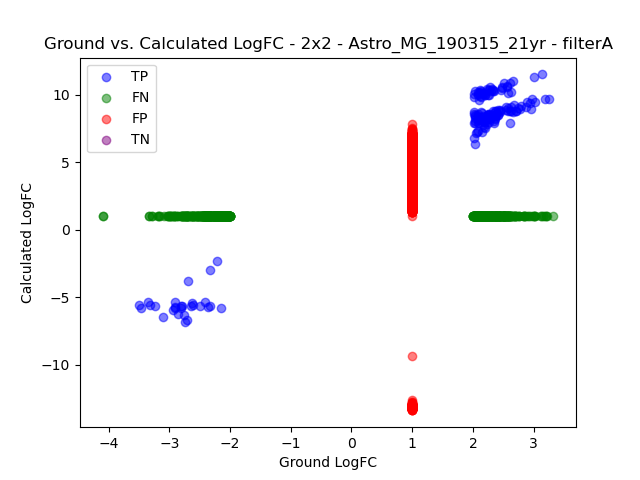 Ground vs. Calculated LogFC - 2x2 - Astro_MG_190315_21yr - filterA
TP
FN
FP
TN
10
5
0
−5
−10
Calculated LogFC
−4
−3
−2
−1
0
1
2
3
Ground LogFC